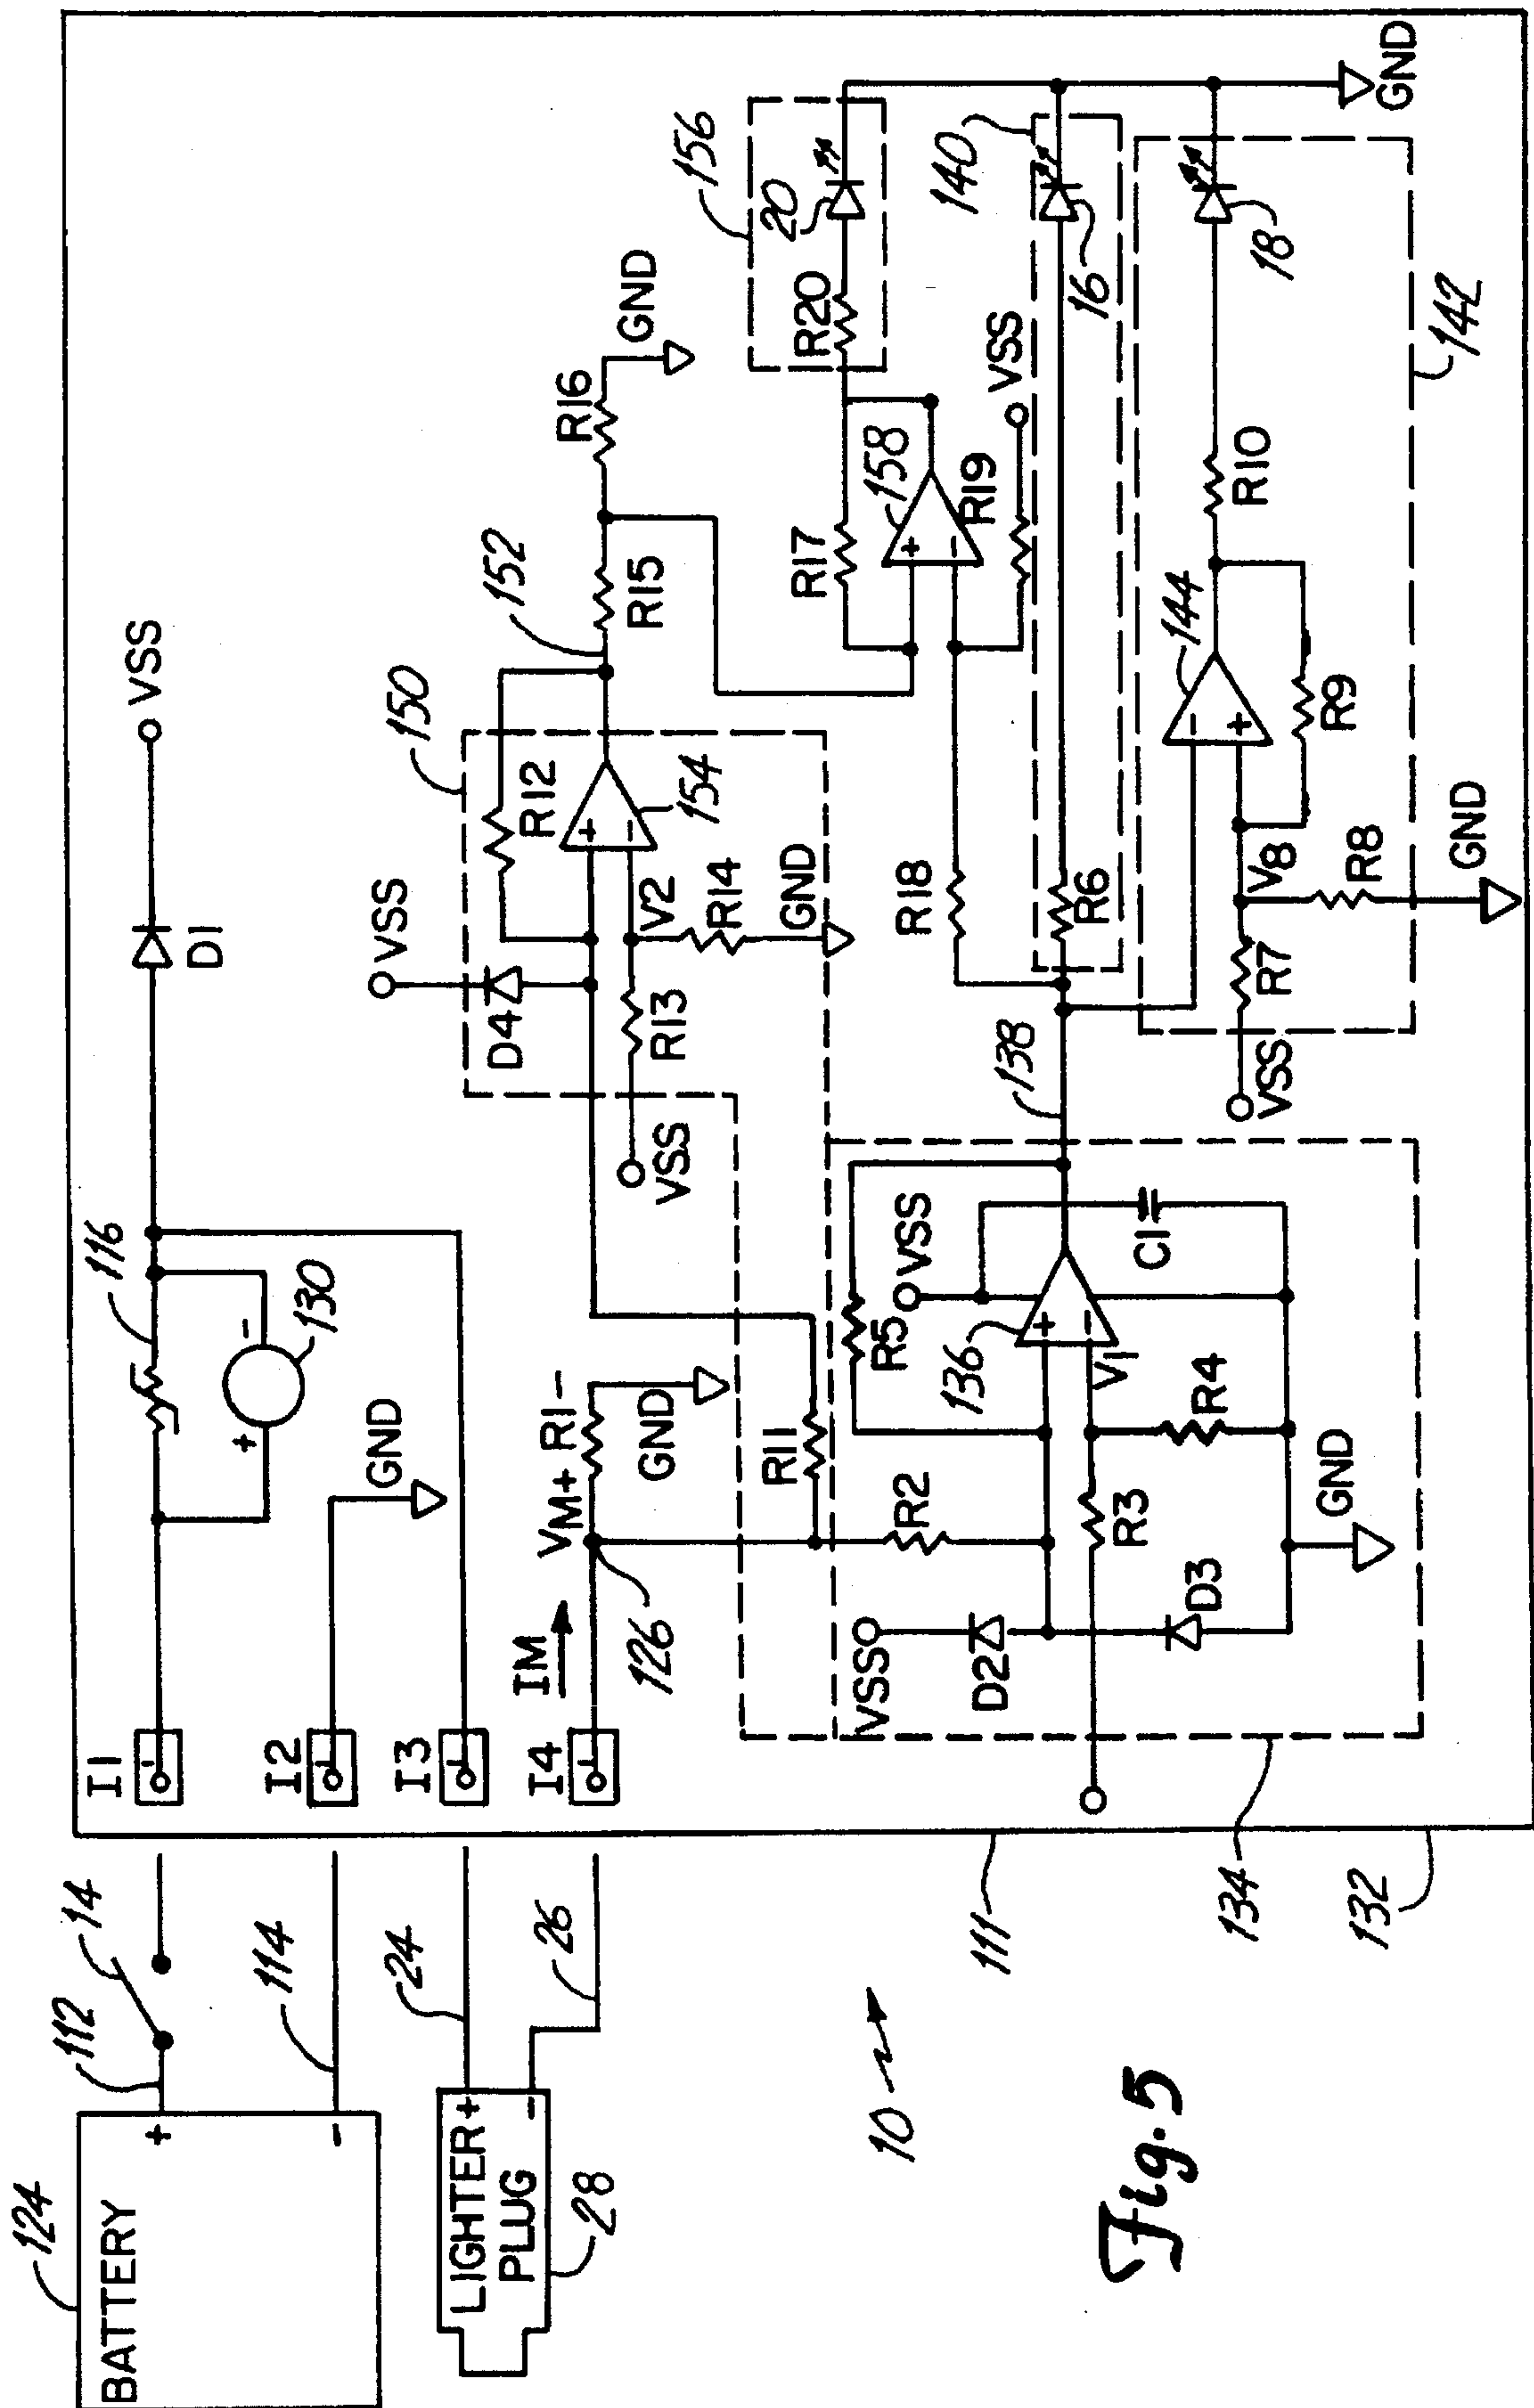 124
BATTERY
+
-
112
14
114
LIGHTER +
PLUG -
28
24
26
10
111
132
134
I1
I2
I3
I4
116
+ -
130
GND
D1
VSS
IM
VM+ R1 -
GND
126
R11
150
VSS
D4
R12
+
-
154
V2
R13
VSS
R14
GND
152
R15
R16
GND
VSS
D2
D3
R2
R3
R4
R5
V1
136
+
-
VSS
C1
GND
138
R18
R17
158
+
-
R19
VSS
156
R20
20
140
R6
16
142
144
-
+
R7
VSS
V8
R8
GND
R9
R10
18
GND
Fig. 5